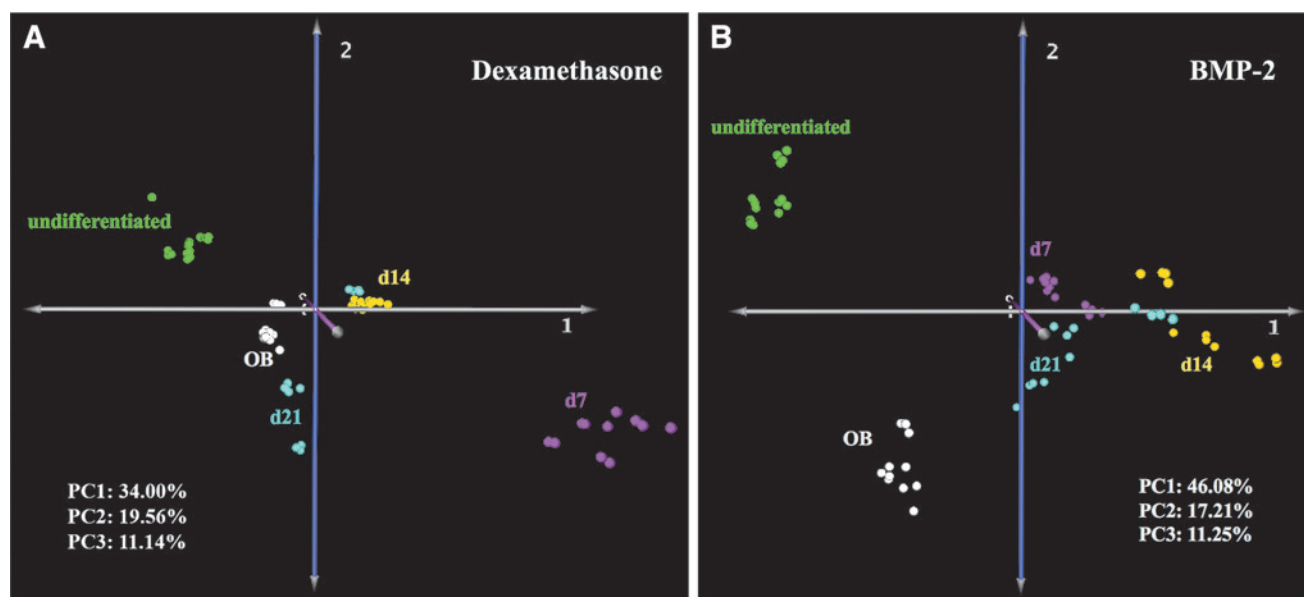 A
2
Dexamethasone
undifferentiated
d14
1
OB
d21
d7
PC1: 34.00%
PC2: 19.56%
PC3: 11.14%
B
2
BMP-2
undifferentiated
d7
1
d21
d14
OB
PC1: 46.08%
PC2: 17.21%
PC3: 11.25%